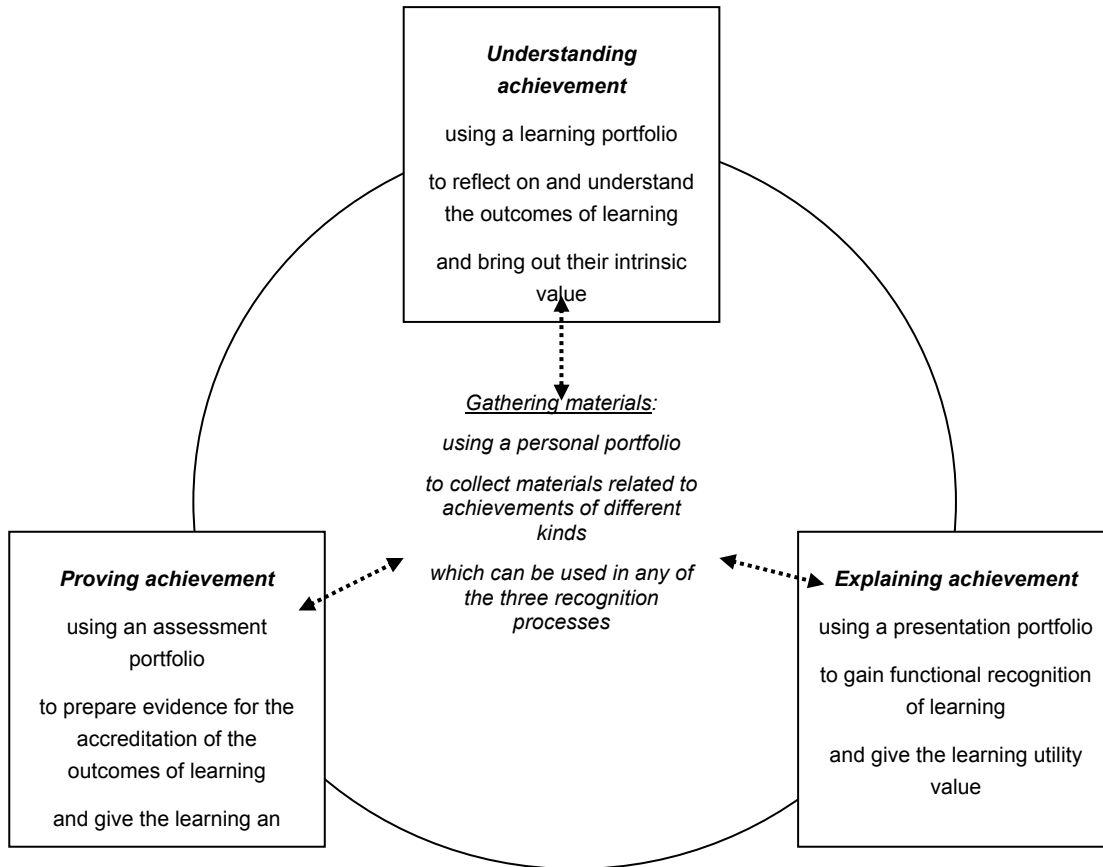 Understanding
achievement
using a learning portfolio
to reflect on and understand
the outcomes of learning
and bring out their intrinsic
value
Gathering materials:
using a personal portfolio
to collect materials related to
achievements of different
kinds
which can be used in any of
the three recognition
processes
Proving achievement
using an assessment
portfolio
to prepare evidence for the
accreditation of the
outcomes of learning
and give the learning an
Explaining achievement
using a presentation portfolio
to gain functional recognition
of learning
and give the learning utility
value